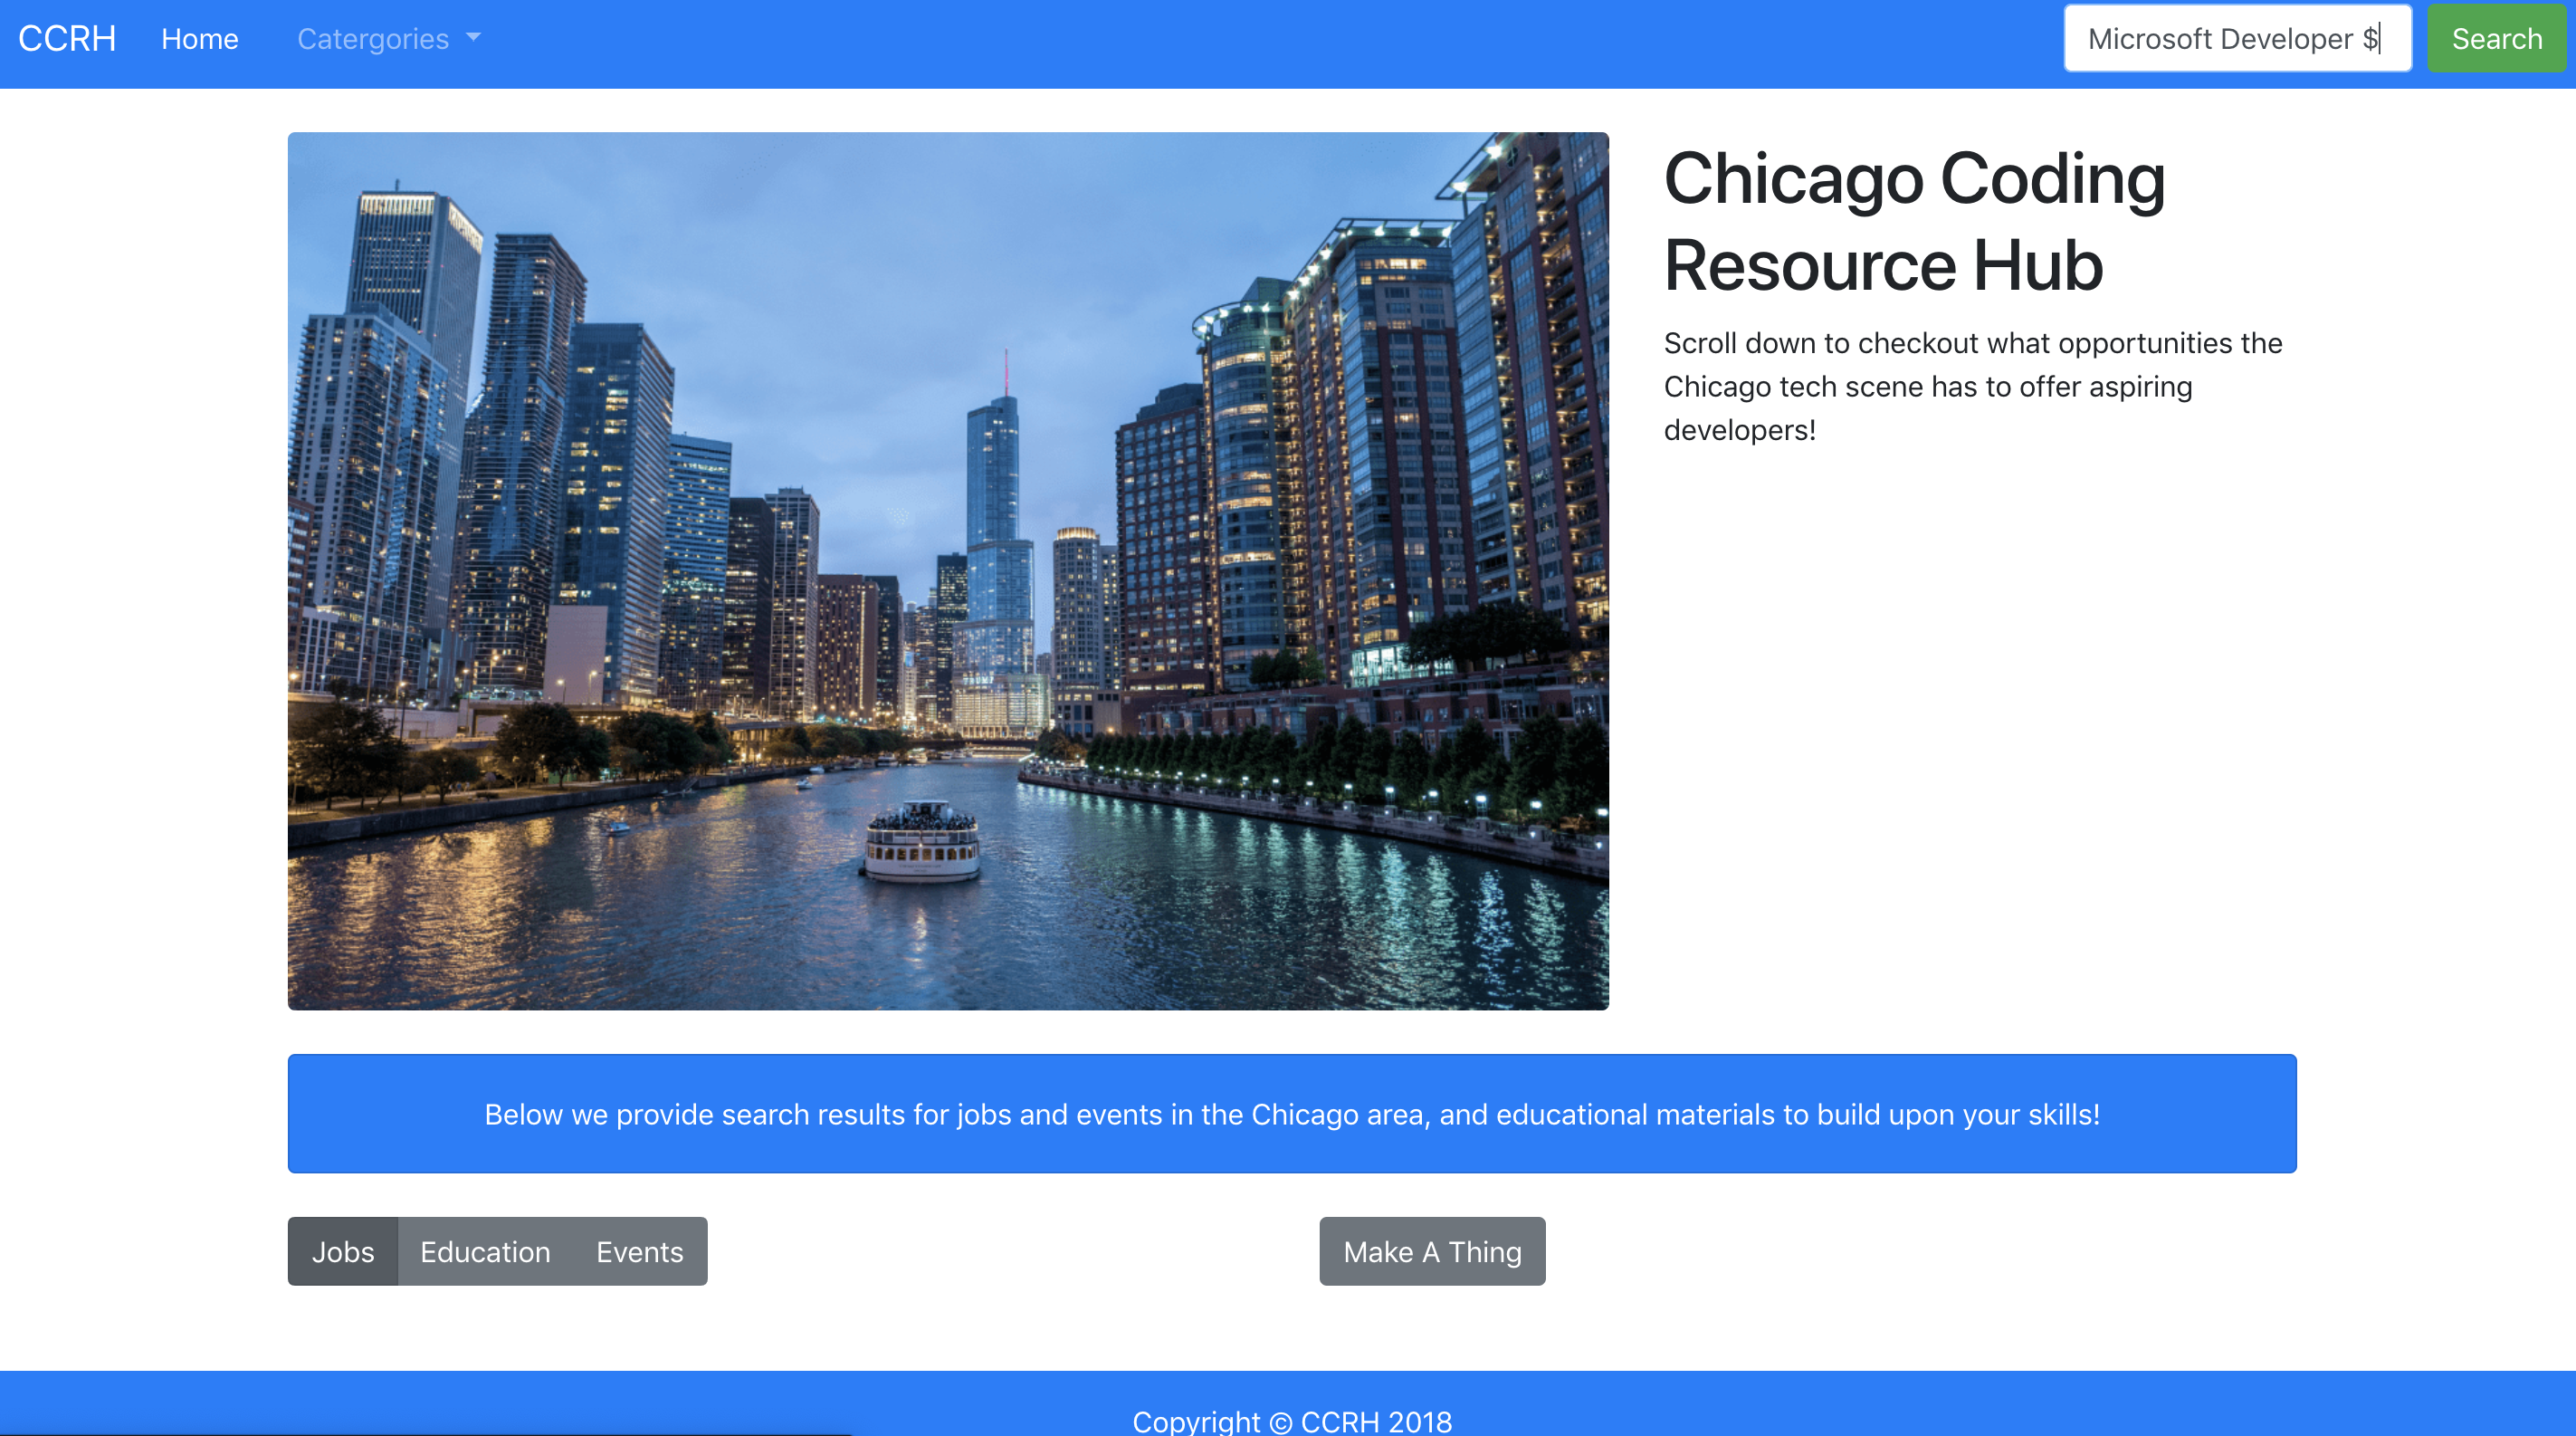 CCRH Home Catergories Microsoft Developer $ Search
Chicago Coding
Resource Hub
Scroll down to checkout what opportunities the
Chicago tech scene has to offer aspiring
developers!
Below we provide search results for jobs and events in the Chicago area, and educational materials to build upon your skills!
Jobs Education Events Make A Thing
Copyright © CCRH 2018